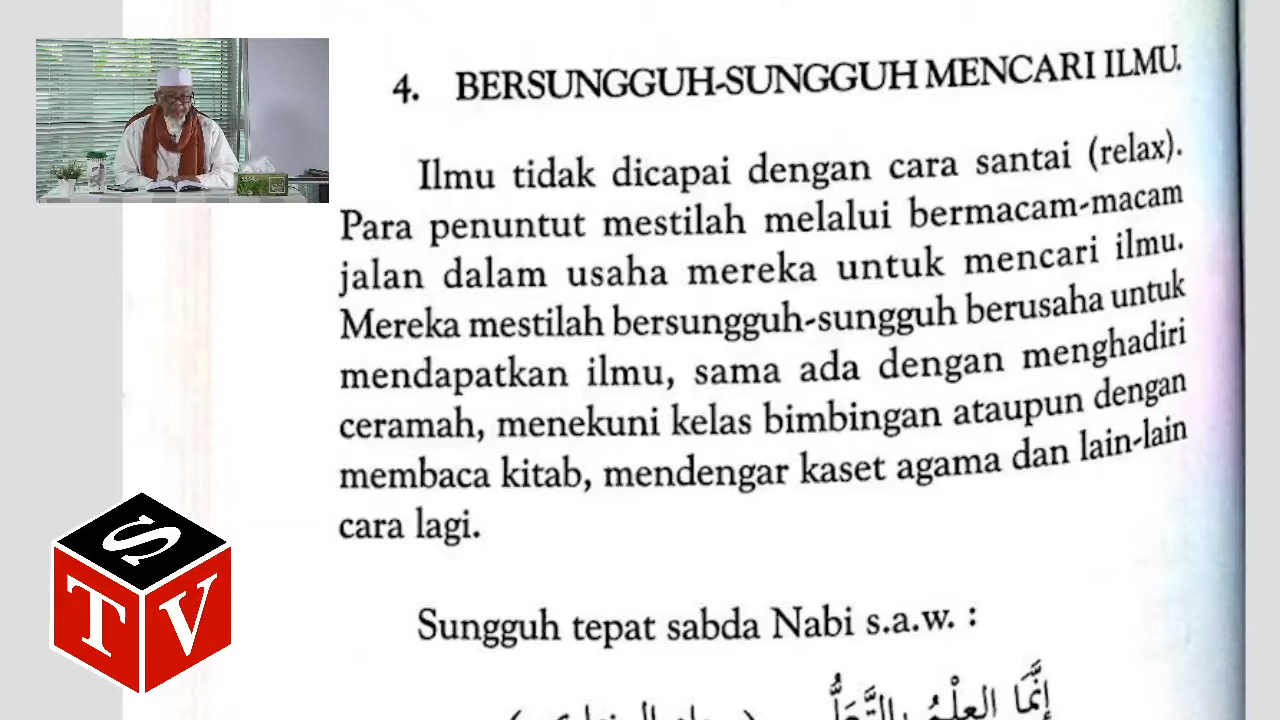 4. BERSUNGGUH-SUNGGUH MENCARI ILMU.
Ilmu tidak dicapai dengan cara santai (relax).
Para penuntut mestilah melalui bermacam-macam
jalan dalam usaha mereka untuk mencari ilmu.
Mereka mestilah bersungguh-sungguh berusaha untuk
mendapatkan ilmu, sama ada dengan menghadiri
ceramah, menekuni kelas bimbingan ataupun dengan
membaca kitab, mendengar kaset agama dan lain-lain
cara lagi.
Sungguh tepat sabda Nabi s.a.w. :
إِنَّمَا العِلْمُ
S
T V